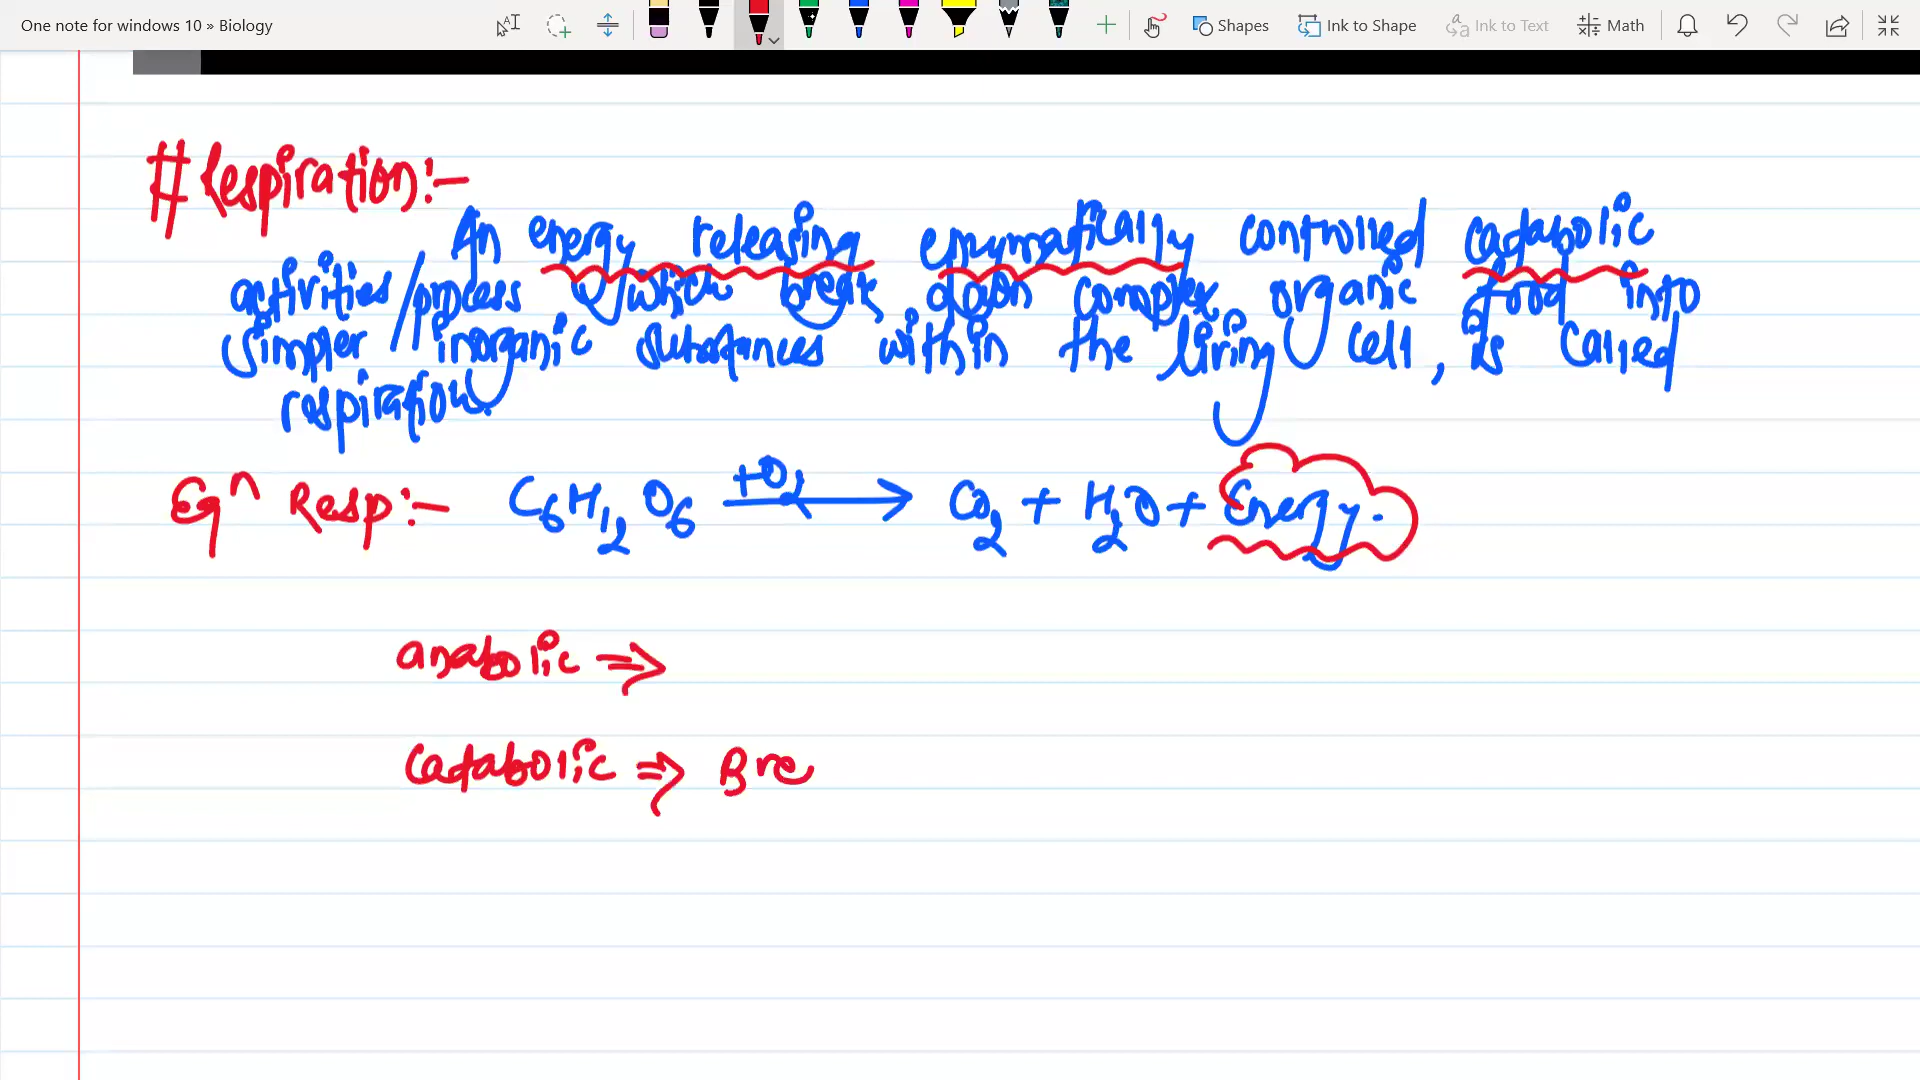 One note for windows 10 » Biology
Shapes Ink to Shape Ink to Text Math
# Respiration:-
An energy releasing enzymatically controlled catabolic
activities/process which break down complex organic food into
simpler inorganic substances within the living cell, is called
respiration.
Eqn Resp:- C6H12O6 +O2 → CO2 + H2O + Energy.
anabolic ⇒
Catabolic ⇒ Bre